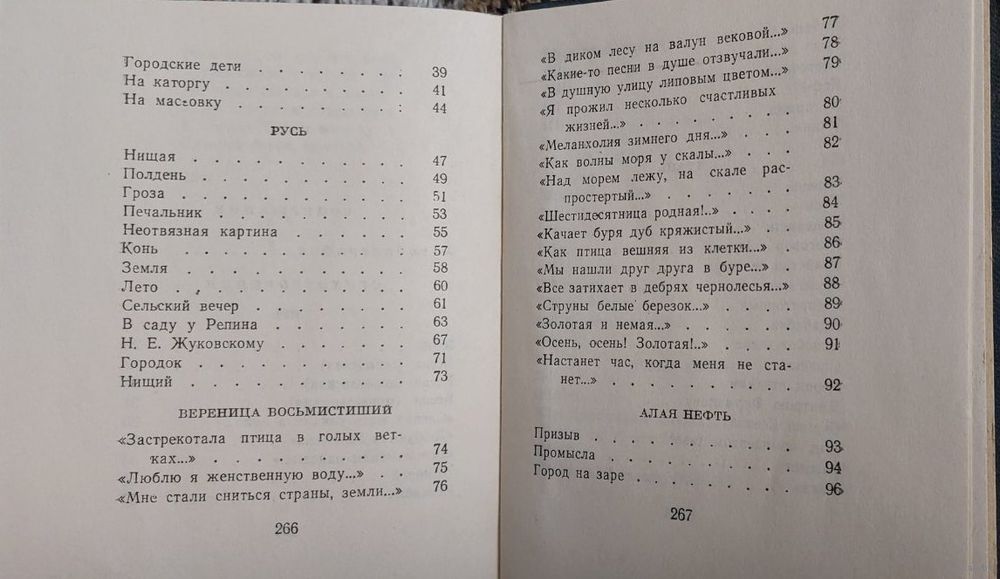 Городские дети . . . . . . . . 39
На каторгу . . . . . . . . . . 41
На массовку . . . . . . . . . 44
РУСЬ
Нищая . . . . . . . . . . . . 47
Полдень . . . . . . . . . . . 49
Гроза . . . . . . . . . . . . 51
Печальник . . . . . . . . . . 53
Неотвязная картина . . . . . . 55
Конь . . . . . . . . . . . . 57
Земля . . . . . . . . . . . . 58
Лето . . . . . . . . . . . . 60
Сельский вечер . . . . . . . . 61
В саду у Репина . . . . . . . 63
Н. Е. Жуковскому . . . . . . . 67
Городок . . . . . . . . . . . 71
Нищий . . . . . . . . . . . . 73
ВЕРЕНИЦА ВОСЬМИСТИШИЙ
«Застрекотала птица в голых вет-
ках...» . . . . . . . . . . 74
«Люблю я женственную воду...» . . 75
«Мне стали сниться страны, земли...» 76
266
«В диком лесу на валун вековой...» 77
«Какие-то песни в душе отзвучали...» 78
«В душную улицу липовым цветом...» 79
«Я прожил несколько счастливых
жизней...» . . . . . . . . . 80
«Меланхолия зимнего дня...» . . . 81
«Как волны моря у скалы...» . . . 82
«Над морем лежу, на скале рас-
простертый...» . . . . . . . 83
«Шестидесятница родная!..» . . . . 84
«Качает буря дуб кряжистый...» . . 85
«Как птица вешняя из клетки...» . . 86
«Мы нашли друг друга в буре...» . 87
«Все затихает в дебрях чернолесья...» 88
«Струны белые березок...» . . . . 89
«Золотая и немая...» . . . . . . 90
«Осень, осень! Золотая!..» . . . . 91
«Настанет час, когда меня не ста-
нет...» . . . . . . . . . . 92
АЛАЯ НЕФТЬ
Призыв . . . . . . . . . . . 93
Промысла . . . . . . . . . . 94
Город на заре . . . . . . . . 96
267